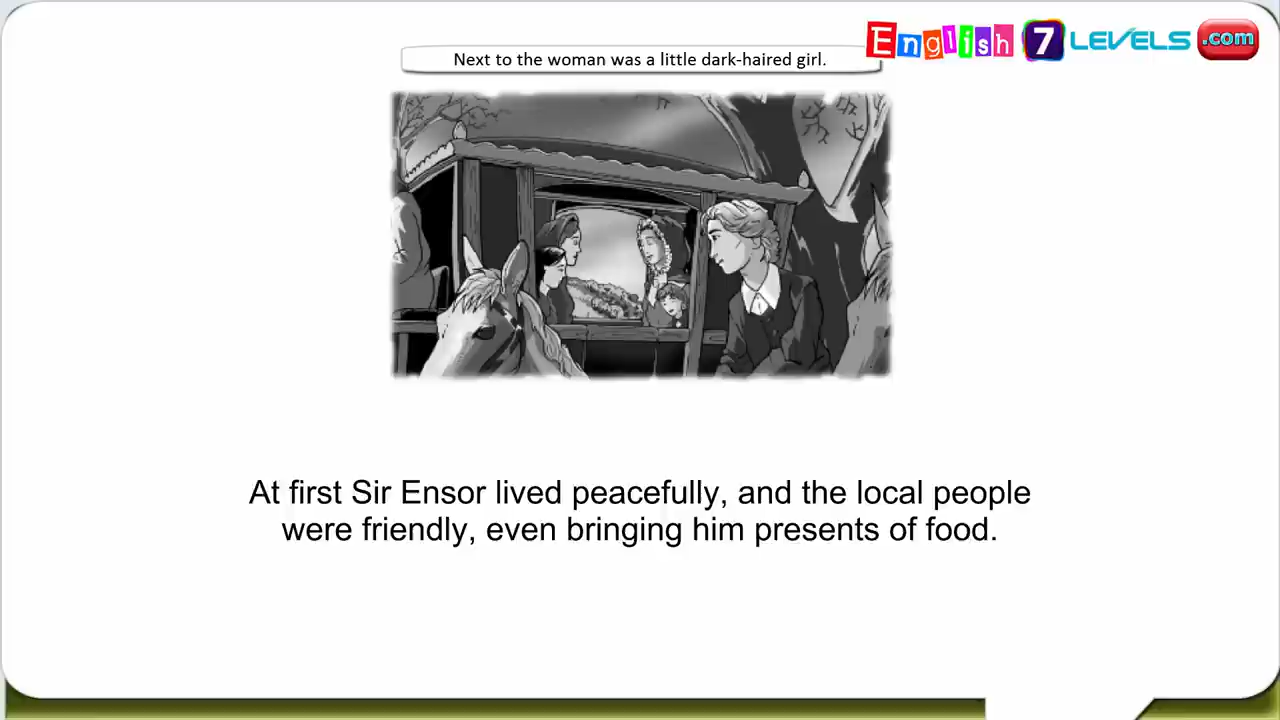 English 7 LEVELS .com
Next to the woman was a little dark-haired girl.
At first Sir Ensor lived peacefully, and the local people
were friendly, even bringing him presents of food.